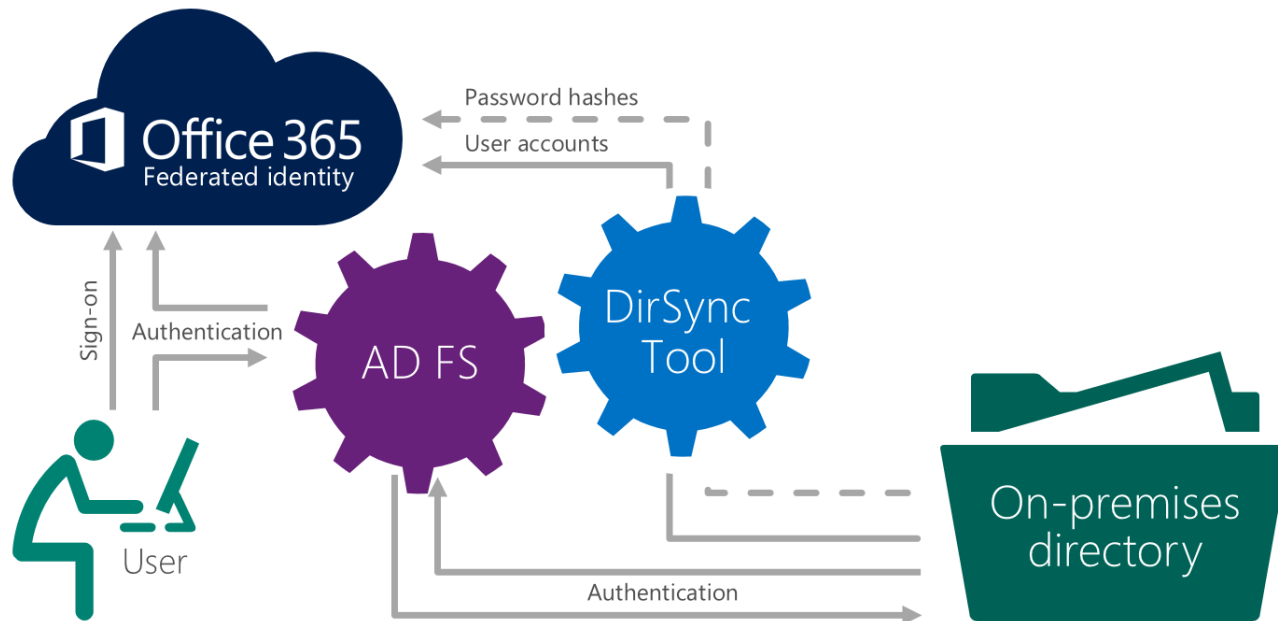 Office 365
Federated identity
Password hashes
User accounts
Sign-on
Authentication
AD FS
DirSync
Tool
User
On-premises
directory
Authentication